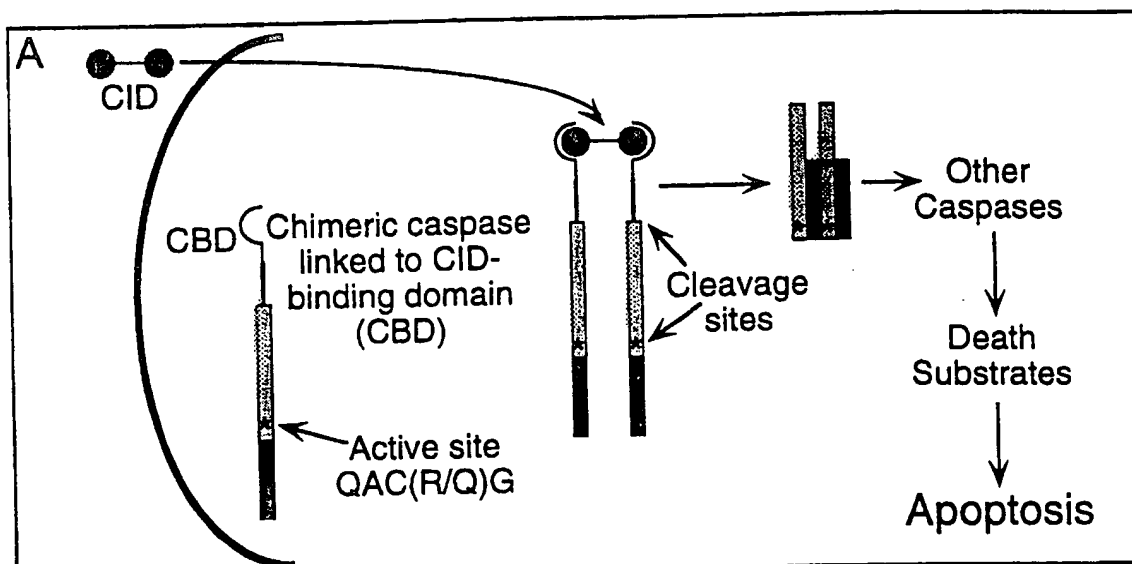 A
CID
CBD
Chimeric caspase
linked to CID-
binding domain
(CBD)
Active site
QAC(R/Q)G
Cleavage
sites
Other
Caspases
Death
Substrates
Apoptosis